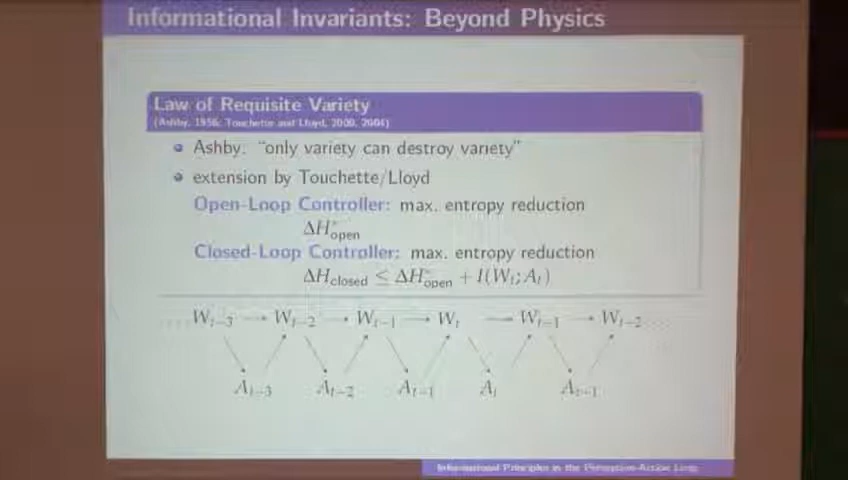 Informational Invariants: Beyond Physics
Law of Requisite Variety
(Ashby, 1956; Touchette and Lloyd, 2000, 2004)
Ashby: "only variety can destroy variety"
extension by Touchette/Lloyd
Open-Loop Controller: max. entropy reduction
ΔH*open
Closed-Loop Controller: max. entropy reduction
ΔHclosed ≤ ΔH*open + I(Wt; At)
....Wt−3 → Wt−2 → Wt−1 → Wt → Wt+1 → Wt+2....
At−3 At−2 At−1 At At+1
Informational Principles in the Perception-Action Loop